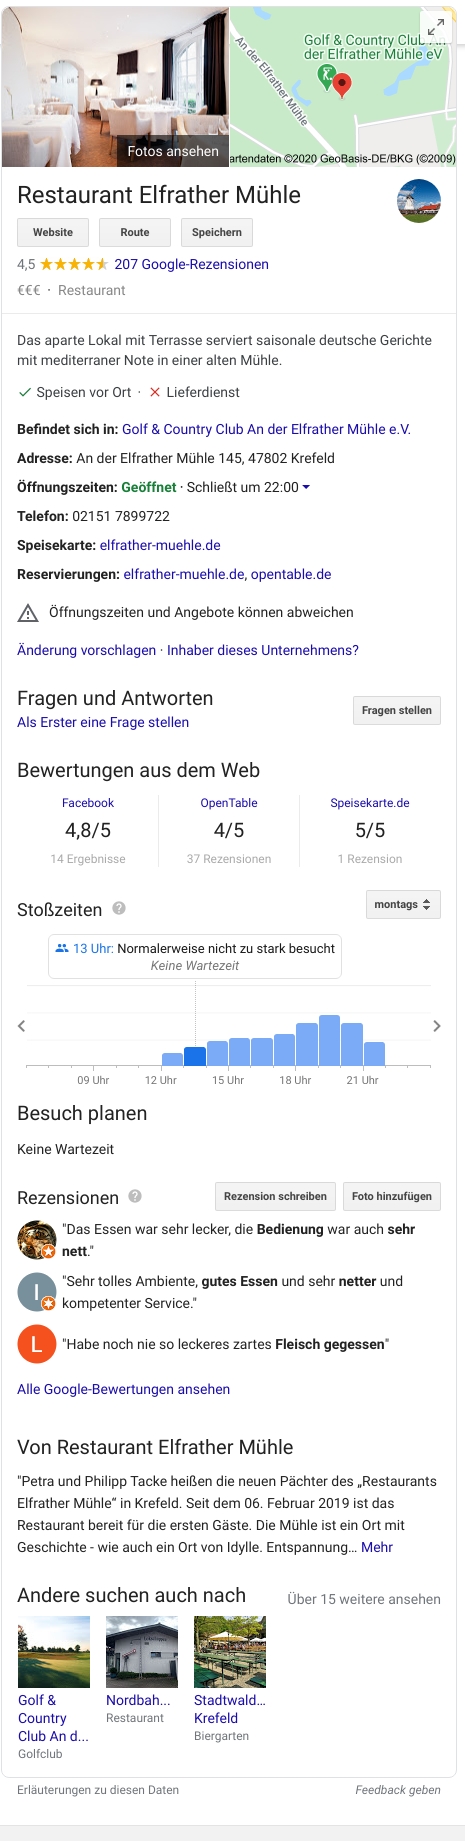 Golf & Country Club An
der Elfrather Mühle eV
An der Elfrather Mühle
Fotos ansehen
artendaten ©2020 GeoBasis-DE/BKG (©2009)
Restaurant Elfrather Mühle
Website Route Speichern
4,5 207 Google-Rezensionen
€€€ · Restaurant
Das aparte Lokal mit Terrasse serviert saisonale deutsche Gerichte
mit mediterraner Note in einer alten Mühle.
Speisen vor Ort · Lieferdienst
Befindet sich in: Golf & Country Club An der Elfrather Mühle e.V.
Adresse: An der Elfrather Mühle 145, 47802 Krefeld
Öffnungszeiten: Geöffnet · Schließt um 22:00
Telefon: 02151 7899722
Speisekarte: elfrather-muehle.de
Reservierungen: elfrather-muehle.de, opentable.de
Öffnungszeiten und Angebote können abweichen
Änderung vorschlagen · Inhaber dieses Unternehmens?
Fragen und Antworten
Als Erster eine Frage stellen
Fragen stellen
Bewertungen aus dem Web
Facebook OpenTable Speisekarte.de
4,8/5 4/5 5/5
14 Ergebnisse 37 Rezensionen 1 Rezension
Stoßzeiten ? montags
13 Uhr: Normalerweise nicht zu stark besucht
Keine Wartezeit
09 Uhr 12 Uhr 15 Uhr 18 Uhr 21 Uhr
Besuch planen
Keine Wartezeit
Rezensionen ? Rezension schreiben Foto hinzufügen
"Das Essen war sehr lecker, die Bedienung war auch sehr
nett."
I "Sehr tolles Ambiente, gutes Essen und sehr netter und
kompetenter Service."
L "Habe noch nie so leckeres zartes Fleisch gegessen"
Alle Google-Bewertungen ansehen
Von Restaurant Elfrather Mühle
"Petra und Philipp Tacke heißen die neuen Pächter des „Restaurants
Elfrather Mühle“ in Krefeld. Seit dem 06. Februar 2019 ist das
Restaurant bereit für die ersten Gäste. Die Mühle ist ein Ort mit
Geschichte - wie auch ein Ort von Idylle. Entspannung… Mehr
Andere suchen auch nach Über 15 weitere ansehen
Golf & Nordbah... Stadtwald...
Country Restaurant Krefeld
Club An d... Biergarten
Golfclub
Erläuterungen zu diesen Daten Feedback geben